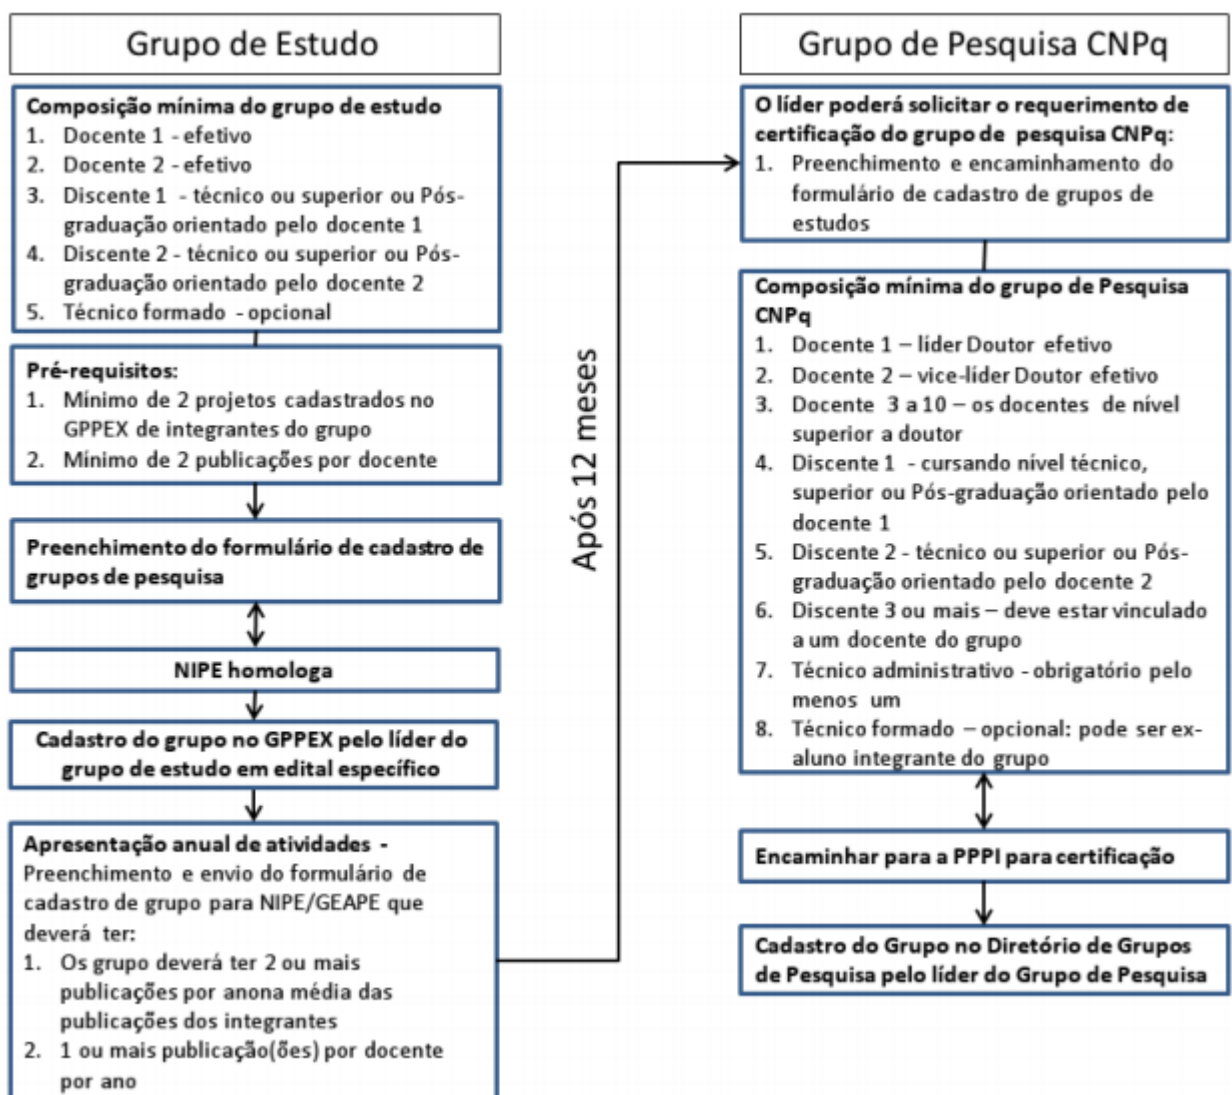 Grupo de Estudo
Composição mínima do grupo de estudo
1. Docente 1 - efetivo
2. Docente 2 - efetivo
3. Discente 1 - técnico ou superior ou Pós-
graduação orientado pelo docente 1
4. Discente 2 - técnico ou superior ou Pós-
graduação orientado pelo docente 2
5. Técnico formado - opcional
Pré-requisitos:
1. Mínimo de 2 projetos cadastrados no
GPPEX de integrantes do grupo
2. Mínimo de 2 publicações por docente
Preenchimento do formulário de cadastro de
grupos de pesquisa
NIPE homologa
Cadastro do grupo no GPPEX pelo líder do
grupo de estudo em edital específico
Apresentação anual de atividades -
Preenchimento e envio do formulário de
cadastro de grupo para NIPE/GEAPE que
deverá ter:
1. Os grupo deverá ter 2 ou mais
publicações por anona média das
publicações dos integrantes
2. 1 ou mais publicação(ões) por docente
por ano
Após 12 meses
Grupo de Pesquisa CNPq
O líder poderá solicitar o requerimento de
certificação do grupo de pesquisa CNPq:
1. Preenchimento e encaminhamento do
formulário de cadastro de grupos de
estudos
Composição mínima do grupo de Pesquisa
CNPq
1. Docente 1 – líder Doutor efetivo
2. Docente 2 – vice-líder Doutor efetivo
3. Docente 3 a 10 – os docentes de nível
superior a doutor
4. Discente 1 - cursando nível técnico,
superior ou Pós-graduação orientado pelo
docente 1
5. Discente 2 - técnico ou superior ou Pós-
graduação orientado pelo docente 2
6. Discente 3 ou mais – deve estar vinculado
a um docente do grupo
7. Técnico administrativo - obrigatório pelo
menos um
8. Técnico formado – opcional: pode ser ex-
aluno integrante do grupo
Encaminhar para a PPPI para certificação
Cadastro do Grupo no Diretório de Grupos
de Pesquisa pelo líder do Grupo de Pesquisa